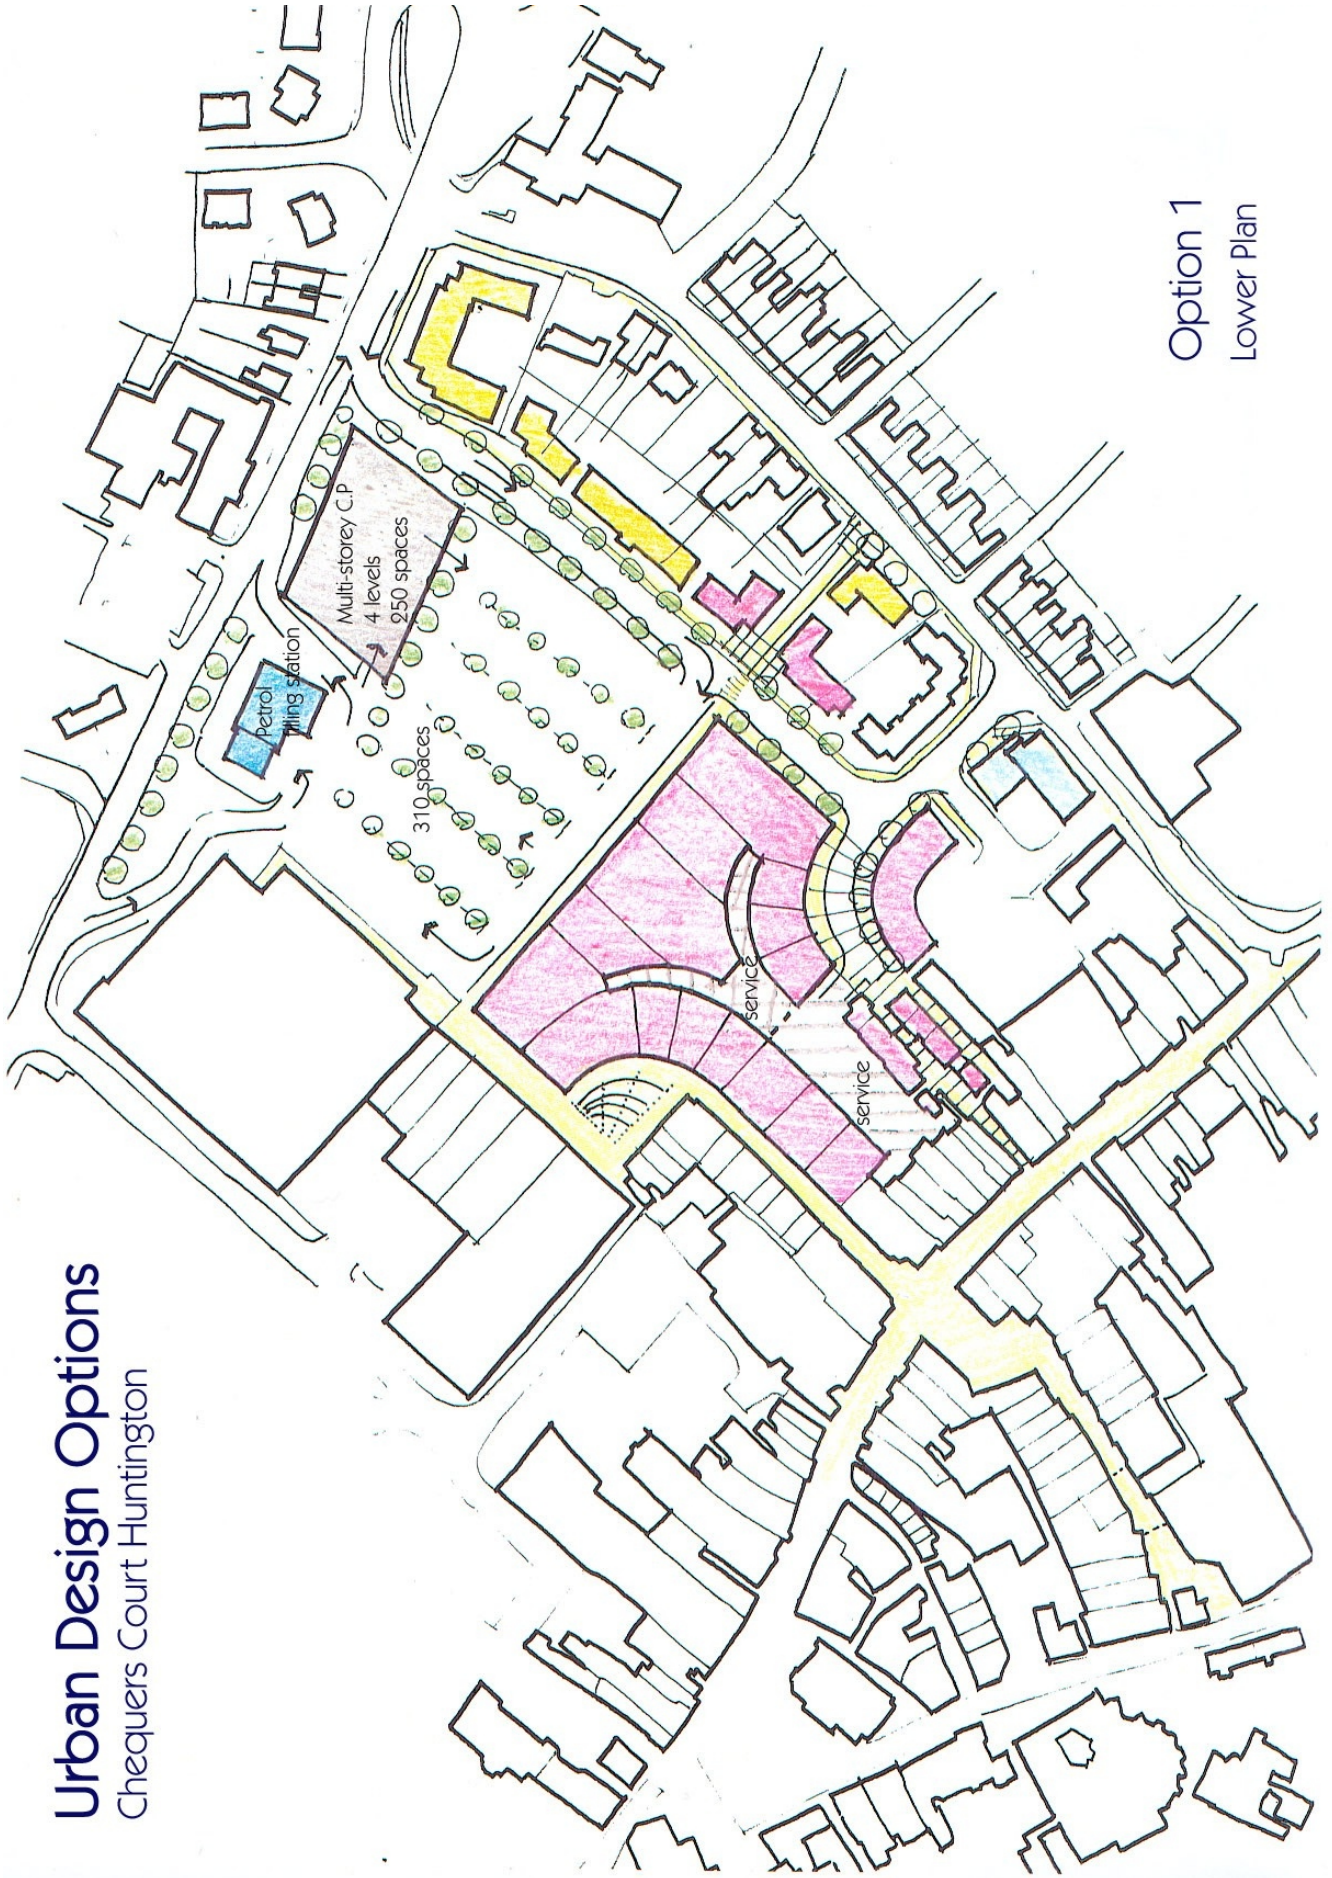 Urban Design Options
Chequers Court Huntington
Petrol
filling station
Multi-storey C.P
4 levels
250 spaces
310 spaces
service
service
Option 1
Lower Plan